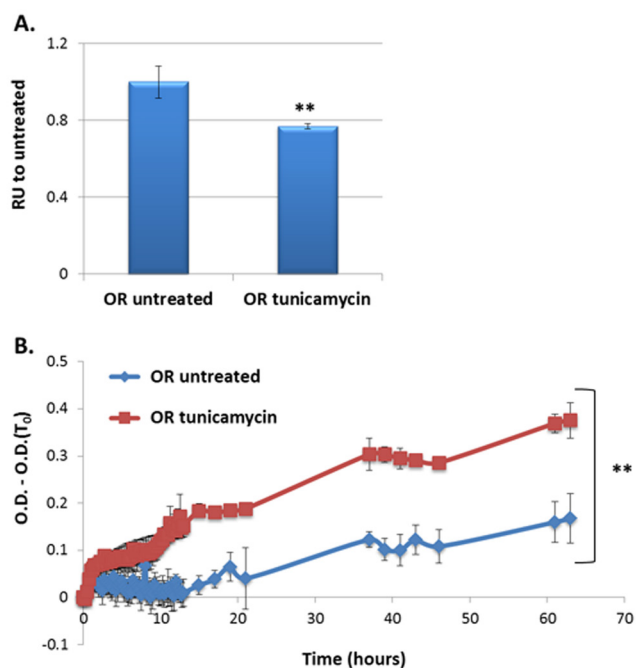 A.
RU to untreated
1.2
0.8
0.4
0
**
OR untreated
OR tunicamycin
B.
O.D. - O.D.(T0)
0.5
0.4
0.3
0.2
0.1
0
-0.1
OR untreated
OR tunicamycin
**
0
10
20
30
40
50
60
70
Time (hours)